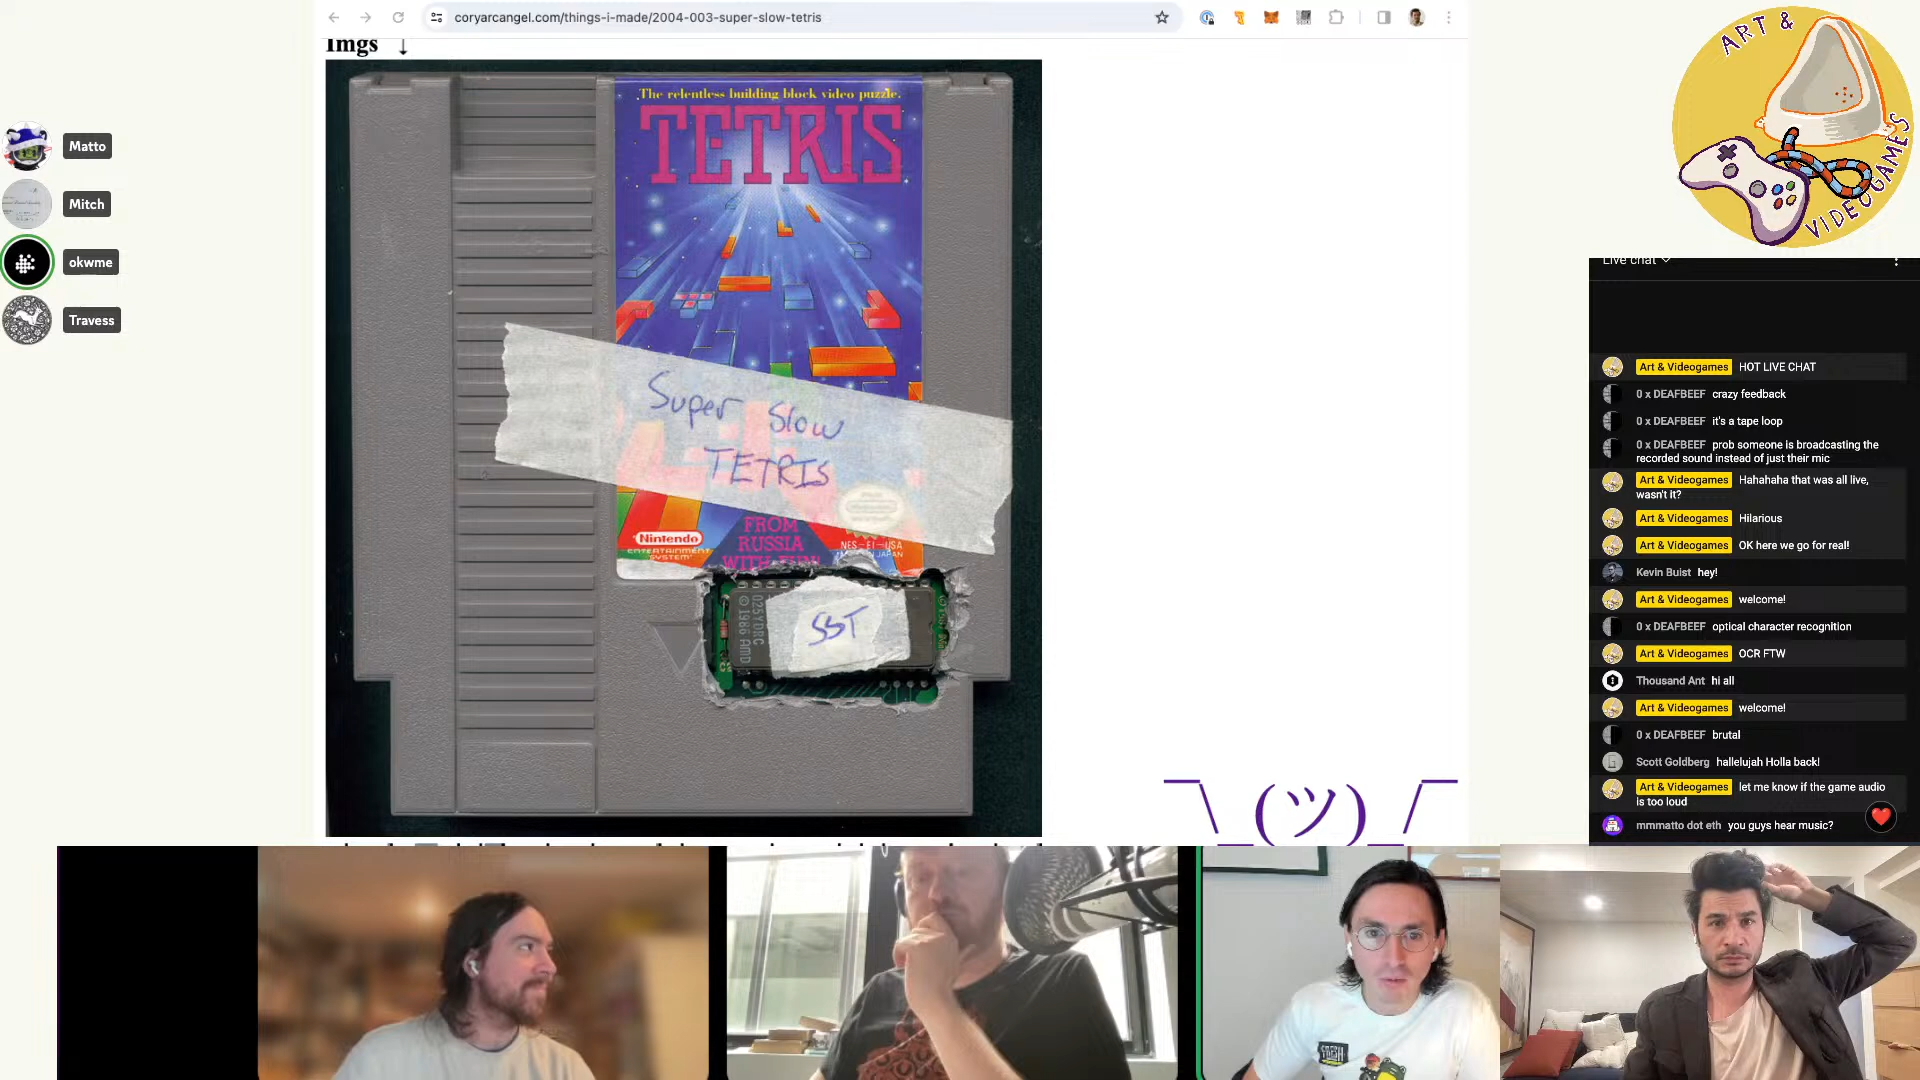 coryarcangel.com/things-i-made/2004-003-super-slow-tetris
Imgs ↓
The relentless building block video puzzle.
TETRIS
Super Slow
TETRIS
Nintendo
ENTERTAINMENT
SYSTEM
FROM
RUSSIA
WITH FUN!
NES-EI-USA
SST
© 1986 AMD
¯\_(ツ)_/¯
Matto
Mitch
okwme
Travess
ART &
VIDEOGAMES
Live chat
Art & Videogames HOT LIVE CHAT
0 x DEAFBEEF crazy feedback
0 x DEAFBEEF it's a tape loop
0 x DEAFBEEF prob someone is broadcasting the
recorded sound instead of just their mic
Art & Videogames Hahahaha that was all live,
wasn't it?
Art & Videogames Hilarious
Art & Videogames OK here we go for real!
Kevin Buist hey!
Art & Videogames welcome!
0 x DEAFBEEF optical character recognition
Art & Videogames OCR FTW
Thousand Ant hi all
Art & Videogames welcome!
0 x DEAFBEEF brutal
Scott Goldberg hallelujah Holla back!
Art & Videogames let me know if the game audio
is too loud
mmmatto dot eth you guys hear music?
FRESH